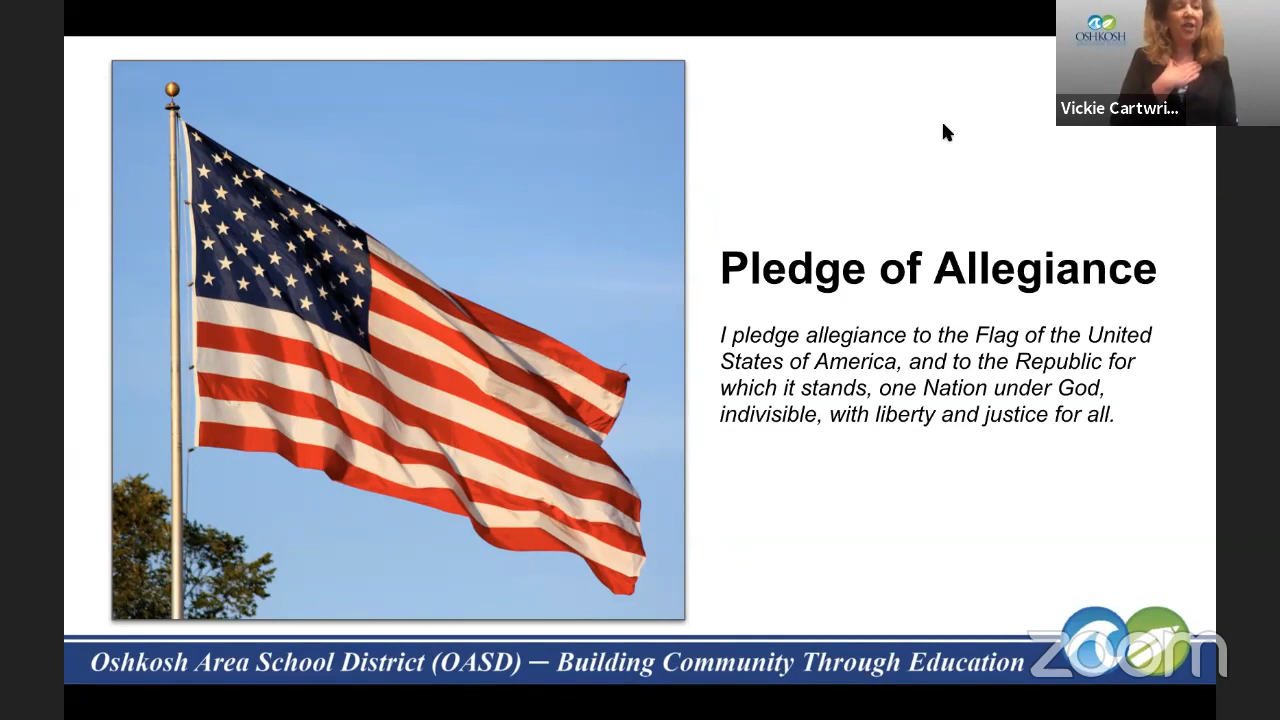 OSHKOSH
Vickie Cartwri...
Pledge of Allegiance
I pledge allegiance to the Flag of the United
States of America, and to the Republic for
which it stands, one Nation under God,
indivisible, with liberty and justice for all.
Oshkosh Area School District (OASD) — Building Community Through Education
zoom